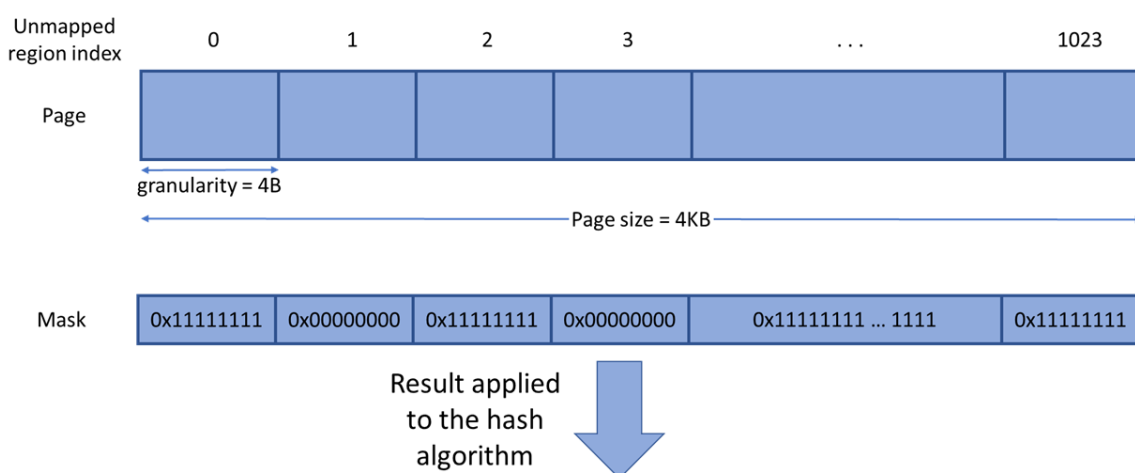 Unmapped
region index
0 1 2 3 . . . 1023
Page
granularity = 4B
Page size = 4KB
Mask 0x11111111 0x00000000 0x11111111 0x00000000 0x11111111 ... 1111 0x11111111
Result applied
to the hash
algorithm